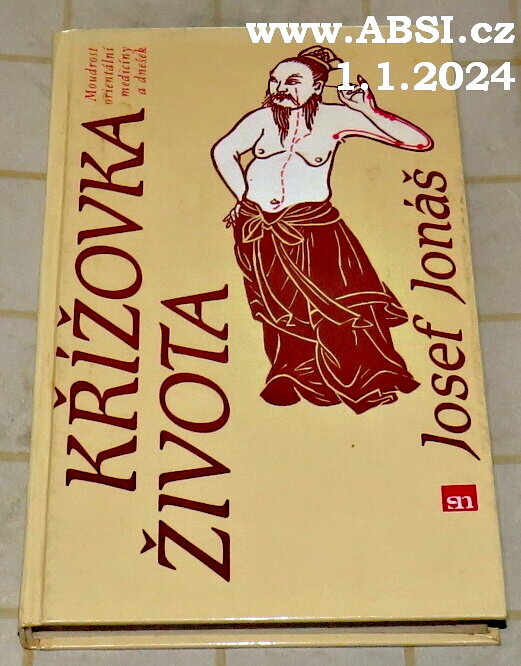 www.ABSI.cz
1.1.2024
Moudrost
orientální
medicíny
a dnešek
KŘÍŽOVKA
ŽIVOTA
Josef Jonáš